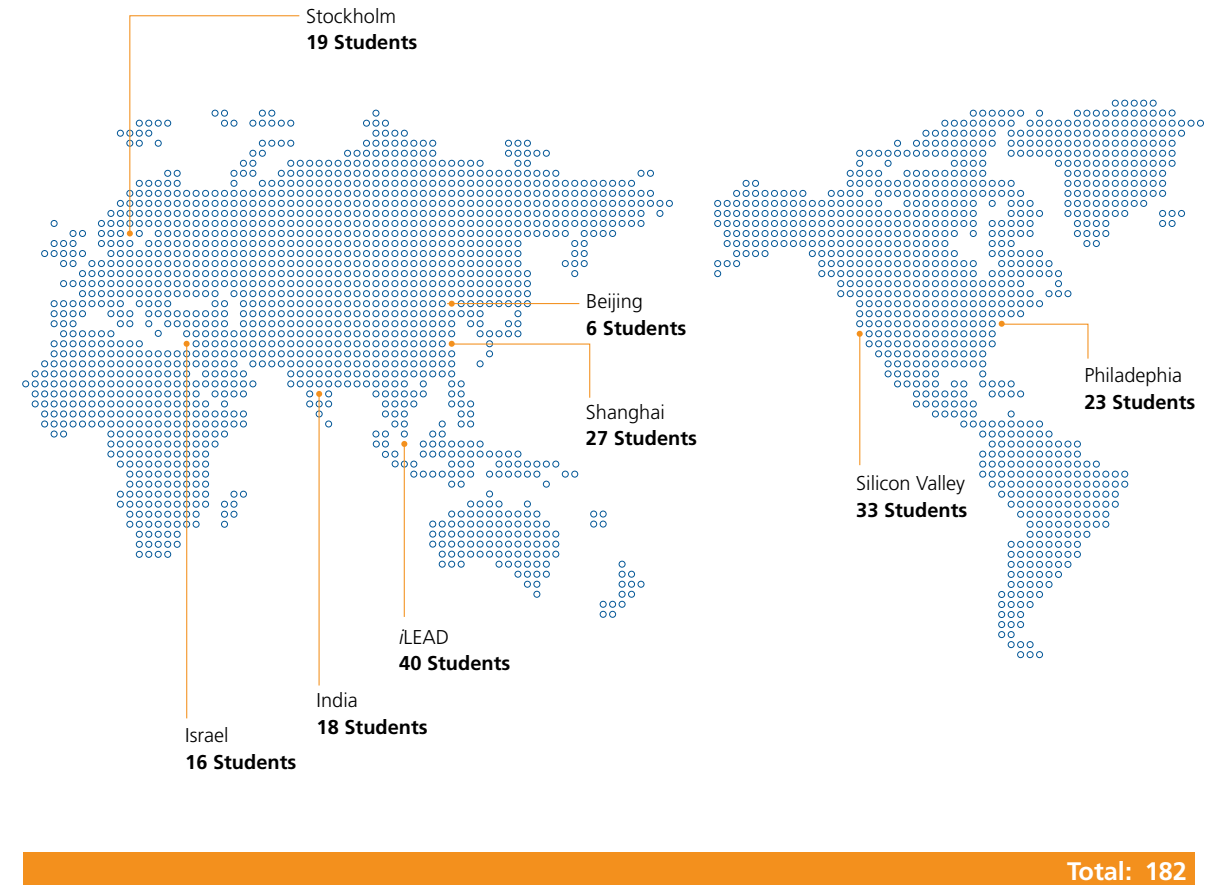 Stockholm
19 Students
Beijing
6 Students
Shanghai
27 Students
Philadephia
23 Students
Silicon Valley
33 Students
iLEAD
40 Students
India
18 Students
Israel
16 Students
Total: 182